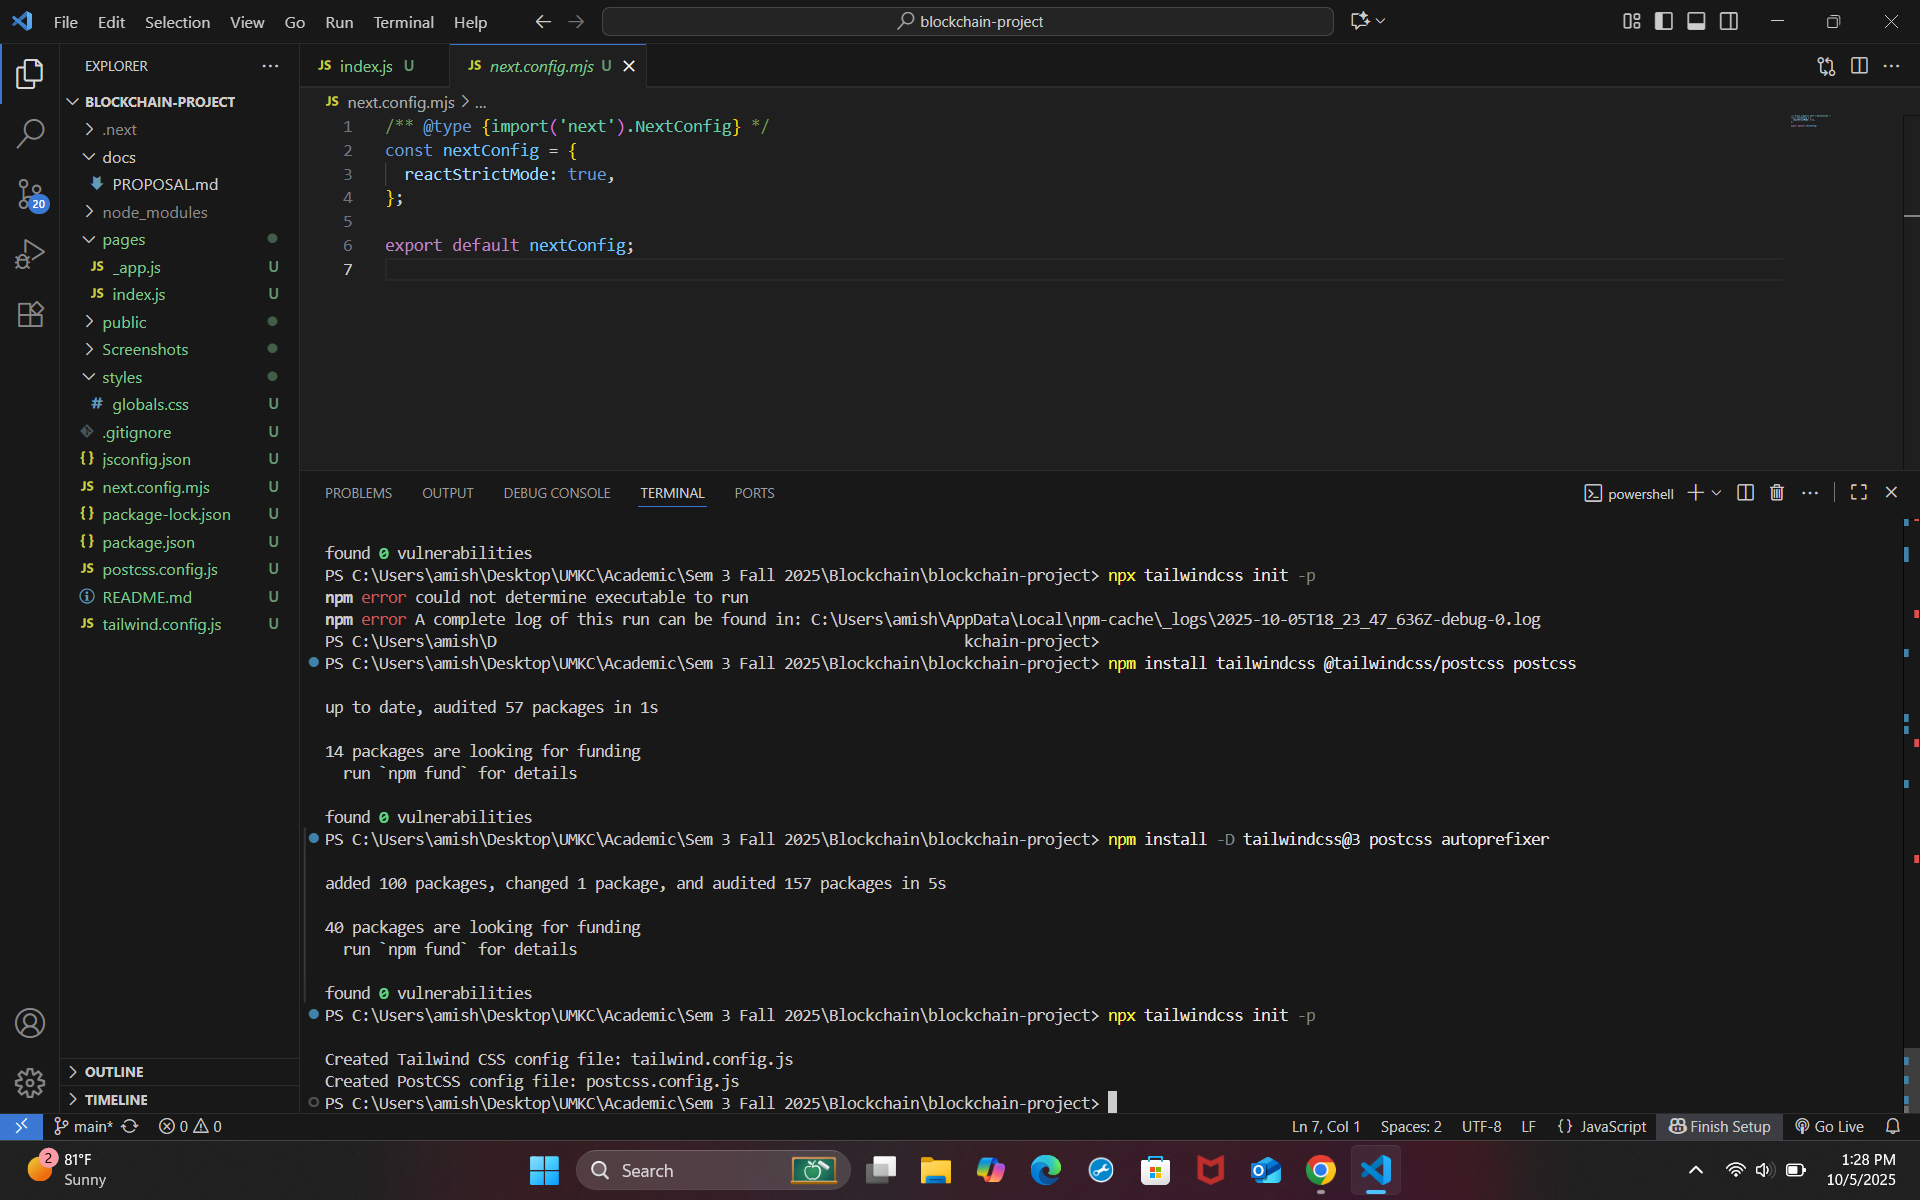 File Edit Selection View Go Run Terminal Help
blockchain-project
EXPLORER
BLOCKCHAIN-PROJECT
.next
docs
PROPOSAL.md
node_modules
pages
JS _app.js U
JS index.js U
public
Screenshots
styles
# globals.css U
.gitignore U
{} jsconfig.json U
JS next.config.mjs U
{} package-lock.json U
{} package.json U
JS postcss.config.js U
README.md U
JS tailwind.config.js U
OUTLINE
TIMELINE
20
JS index.js U
JS next.config.mjs U
JS next.config.mjs > ...
1 /** @type {import('next').NextConfig} */
2 const nextConfig = {
3 reactStrictMode: true,
4 };
5
6 export default nextConfig;
7
PROBLEMS OUTPUT DEBUG CONSOLE TERMINAL PORTS
powershell
found 0 vulnerabilities
PS C:\Users\amish\Desktop\UMKC\Academic\Sem 3 Fall 2025\Blockchain\blockchain-project> npx tailwindcss init -p
npm error could not determine executable to run
npm error A complete log of this run can be found in: C:\Users\amish\AppData\Local\npm-cache\_logs\2025-10-05T18_23_47_636Z-debug-0.log
PS C:\Users\amish\D kchain-project>
PS C:\Users\amish\Desktop\UMKC\Academic\Sem 3 Fall 2025\Blockchain\blockchain-project> npm install tailwindcss @tailwindcss/postcss postcss
up to date, audited 57 packages in 1s
14 packages are looking for funding
run `npm fund` for details
found 0 vulnerabilities
PS C:\Users\amish\Desktop\UMKC\Academic\Sem 3 Fall 2025\Blockchain\blockchain-project> npm install -D tailwindcss@3 postcss autoprefixer
added 100 packages, changed 1 package, and audited 157 packages in 5s
40 packages are looking for funding
run `npm fund` for details
found 0 vulnerabilities
PS C:\Users\amish\Desktop\UMKC\Academic\Sem 3 Fall 2025\Blockchain\blockchain-project> npx tailwindcss init -p
Created Tailwind CSS config file: tailwind.config.js
Created PostCSS config file: postcss.config.js
PS C:\Users\amish\Desktop\UMKC\Academic\Sem 3 Fall 2025\Blockchain\blockchain-project>
main* 0 0
Ln 7, Col 1 Spaces: 2 UTF-8 LF {} JavaScript Finish Setup Go Live
2
81°F
Sunny
Search
1:28 PM
10/5/2025